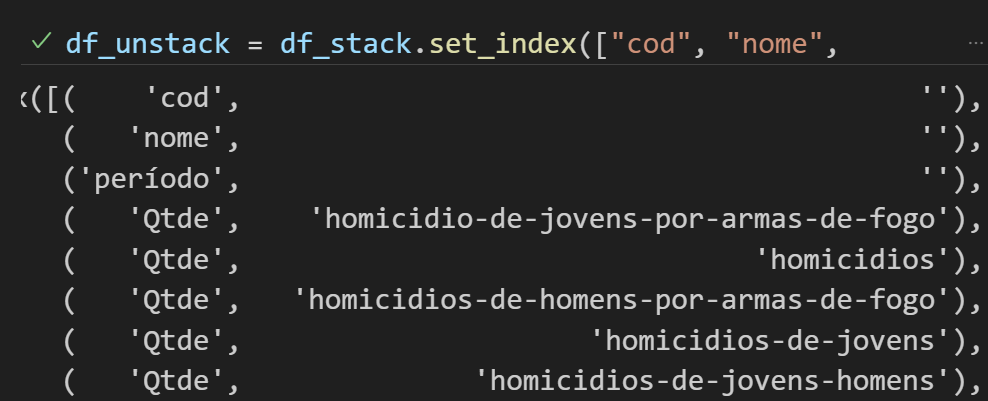 df_unstack = df_stack.set_index(["cod", "nome", ...
x([( 'cod', ''),
( 'nome', ''),
('período', ''),
( 'Qtde', 'homicidio-de-jovens-por-armas-de-fogo'),
( 'Qtde', 'homicidios'),
( 'Qtde', 'homicidios-de-homens-por-armas-de-fogo'),
( 'Qtde', 'homicidios-de-jovens'),
( 'Qtde', 'homicidios-de-jovens-homens'),